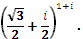 (√3/2 + i/2)^{1+i}.